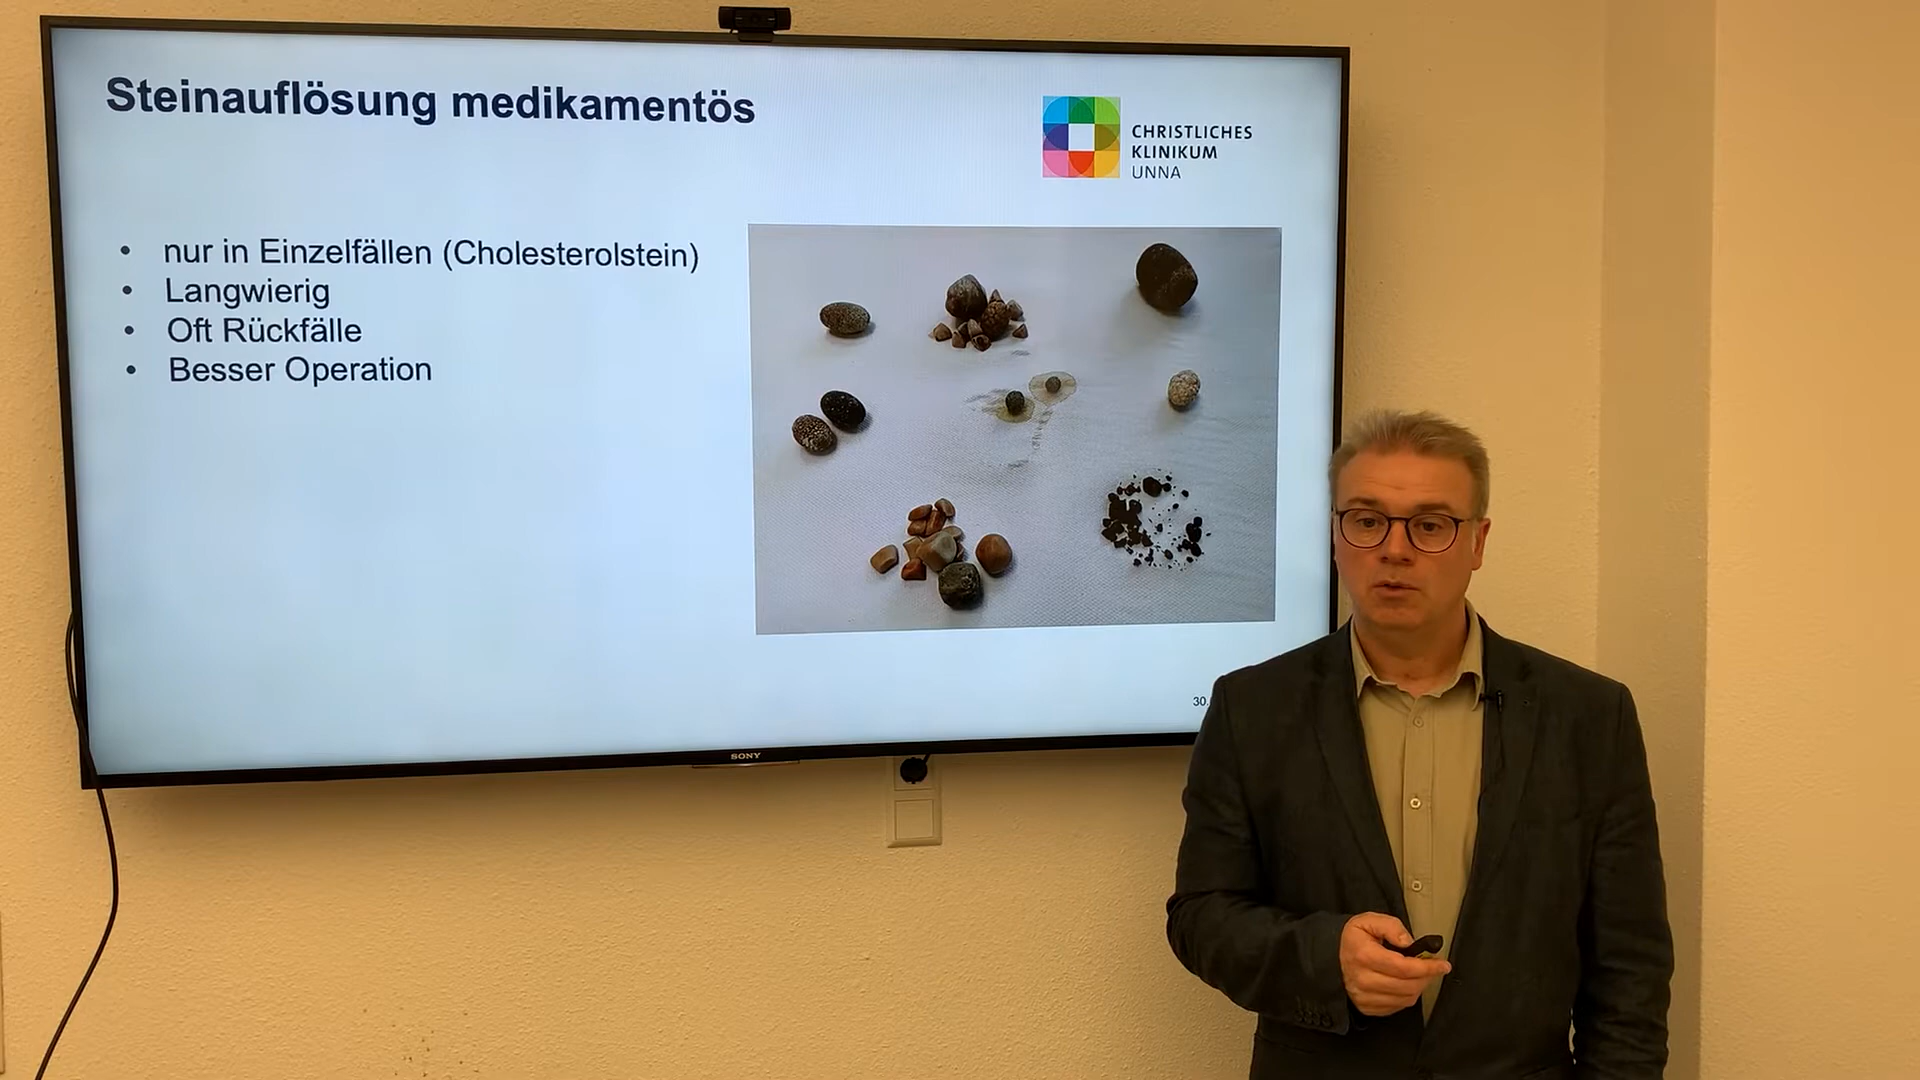 Steinauflösung medikamentös
CHRISTLICHES
KLINIKUM
UNNA
• nur in Einzelfällen (Cholesterolstein)
• Langwierig
• Oft Rückfälle
• Besser Operation
30.
SONY